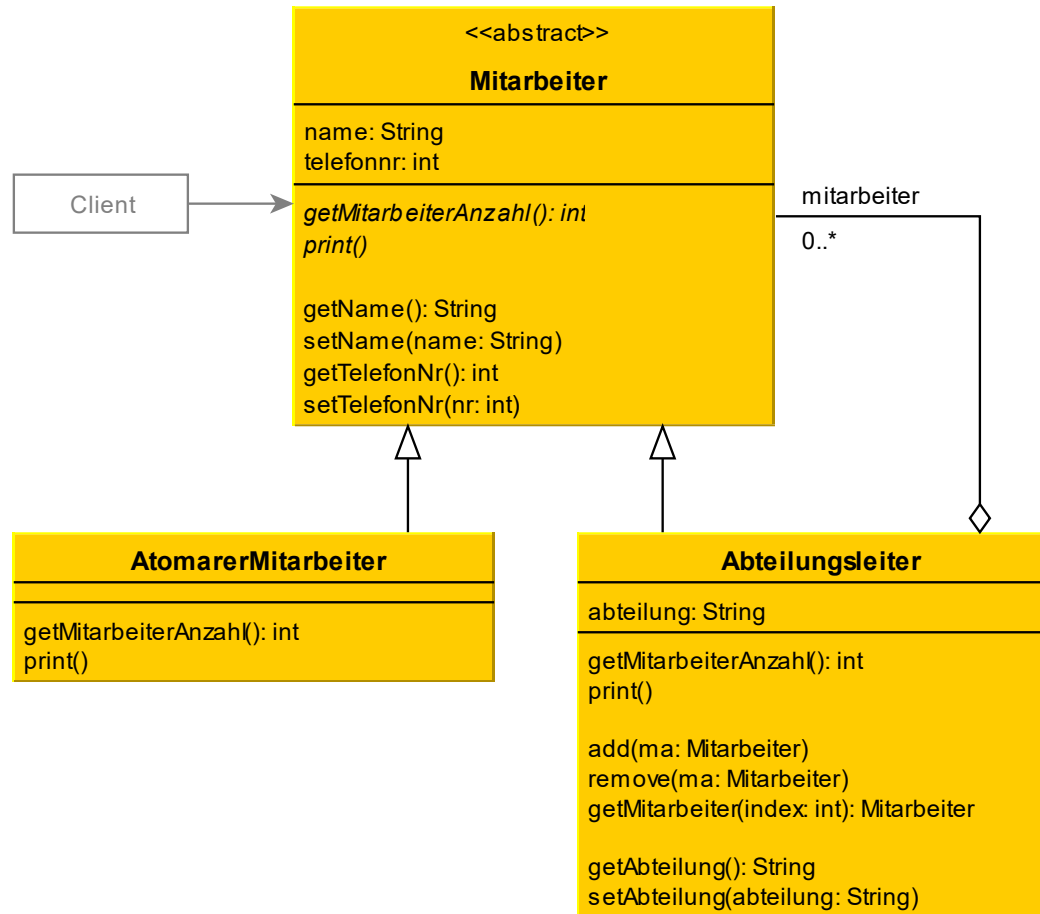 <<abstract>>
Mitarbeiter
name: String
telefonnr: int
Client
mitarbeiter
getMitarbeiterAnzahl(): int
0..*
print()
getName(): String
setName(name: String)
getTelefonNr(): int
setTelefonNr(nr: int)
AtomarerMitarbeiter
getMitarbeiterAnzahl(): int
print()
Abteilungsleiter
abteilung: String
getMitarbeiterAnzahl(): int
print()
add(ma: Mitarbeiter)
remove(ma: Mitarbeiter)
getMitarbeiter(index: int): Mitarbeiter
getAbteilung(): String
setAbteilung(abteilung: String)